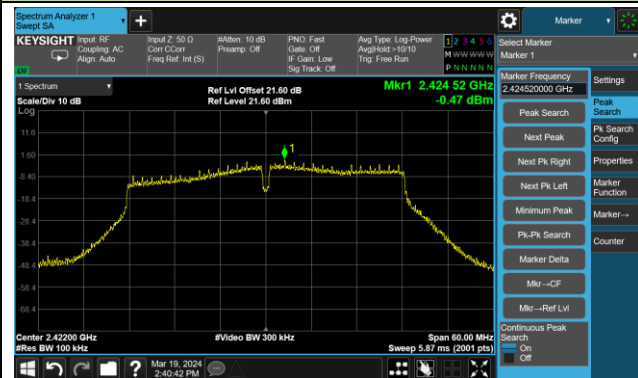 Spectrum Analyzer 1
Swept SA
+
Marker
KEYSIGHT
Input: RF
Coupling: AC
Align: Auto
Input Z: 50 Ω
Corr CCorr
Freq Ref: Int (S)
#Atten: 10 dB
Preamp: Off
PNO: Fast
Gate: Off
IF Gain: Low
Sig Track: Off
Avg Type: Log-Power
Avg|Hold:>10/10
Trig: Free Run
1 2 3 4 5 6
M W W W W W
P N N N N N
LXI
Select Marker
Marker 1
1 Spectrum
Scale/Div 10 dB
Log
Ref Lvl Offset 21.60 dB
Ref Level 21.60 dBm
Mkr1 2.424 52 GHz
-0.47 dBm
11.6
1.60
-8.40
-18.4
-28.4
-38.4
-48.4
-58.4
-68.4
1
Center 2.42200 GHz
#Res BW 100 kHz
#Video BW 300 kHz
Span 60.00 MHz
Sweep 5.87 ms (2001 pts)
Marker Frequency
2.424520000 GHz
Peak Search
Next Peak
Next Pk Right
Next Pk Left
Minimum Peak
Pk-Pk Search
Marker Delta
Mkr→CF
Mkr→Ref Lvl
Continuous Peak
Search
On
Off
Settings
Peak
Search
Pk Search
Config
Properties
Marker
Function
Marker→
Counter
?
Mar 19, 2024
2:40:42 PM